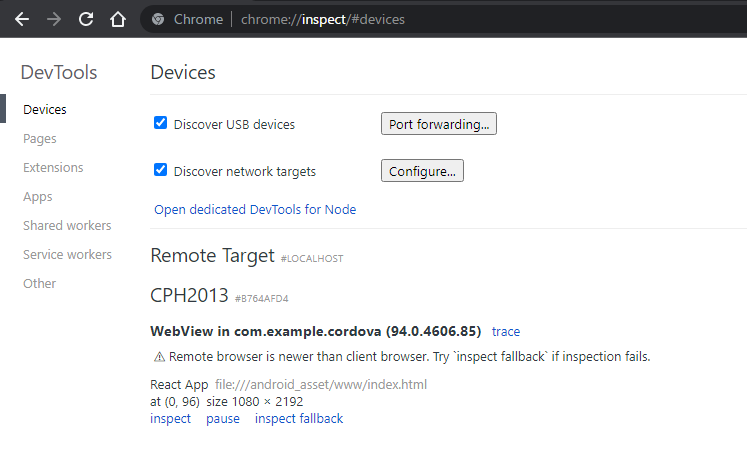 Chrome chrome://inspect/#devices
DevTools
Devices
Pages
Extensions
Apps
Shared workers
Service workers
Other
Devices
Discover USB devices Port forwarding...
Discover network targets Configure...
Open dedicated DevTools for Node
Remote Target #LOCALHOST
CPH2013 #B764AFD4
WebView in com.example.cordova (94.0.4606.85) trace
⚠ Remote browser is newer than client browser. Try `inspect fallback` if inspection fails.
React App file:///android_asset/www/index.html
at (0, 96) size 1080 × 2192
inspect pause inspect fallback